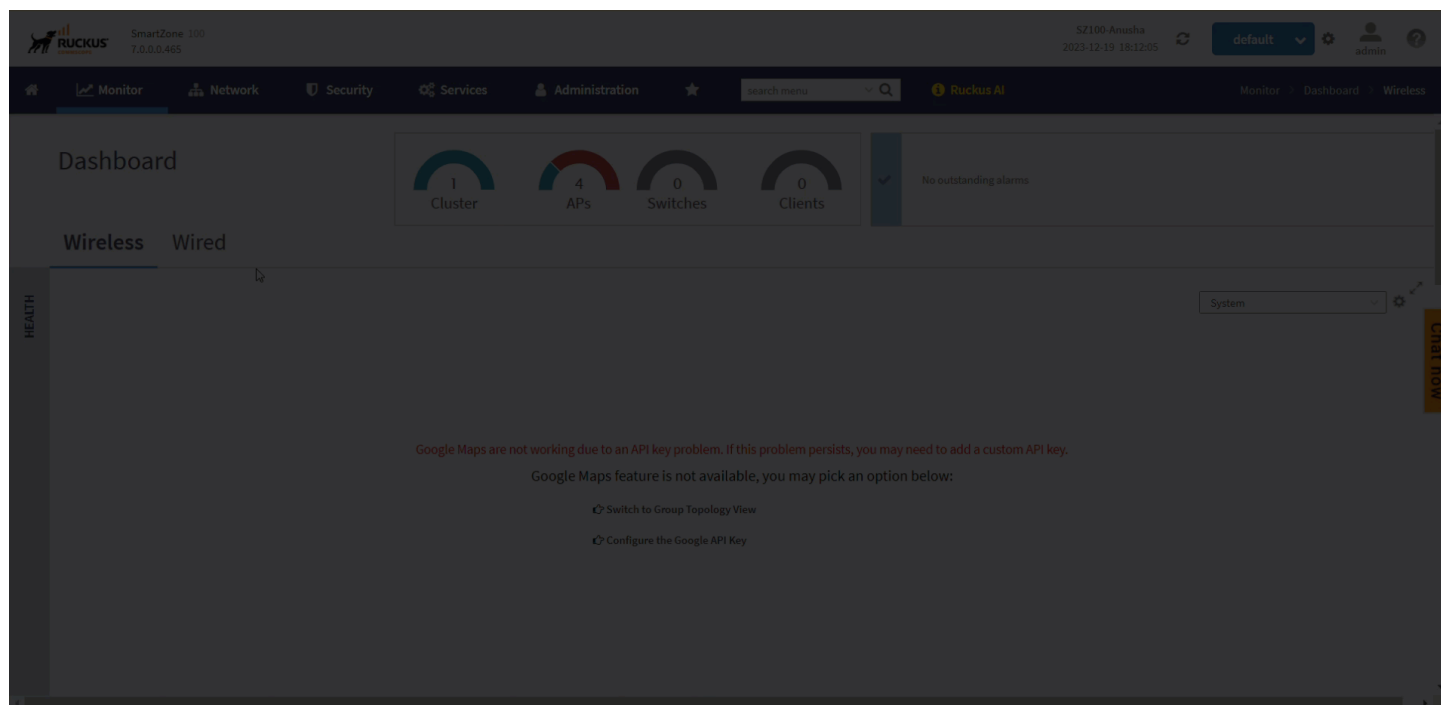 RUCKUS
SmartZone 100
7.0.0.0.465
SZ100-Anusha
2023-12-19 18:12:05
default
admin
Monitor
Network
Security
Services
Administration
search menu
Ruckus AI
Monitor > Dashboard > Wireless
Dashboard
1
Cluster
4
APs
0
Switches
0
Clients
No outstanding alarms
Wireless
Wired
HEALTH
System
Chat now
Google Maps are not working due to an API key problem. If this problem persists, you may need to add a custom API key.
Google Maps feature is not available, you may pick an option below:
Switch to Group Topology View
Configure the Google API Key